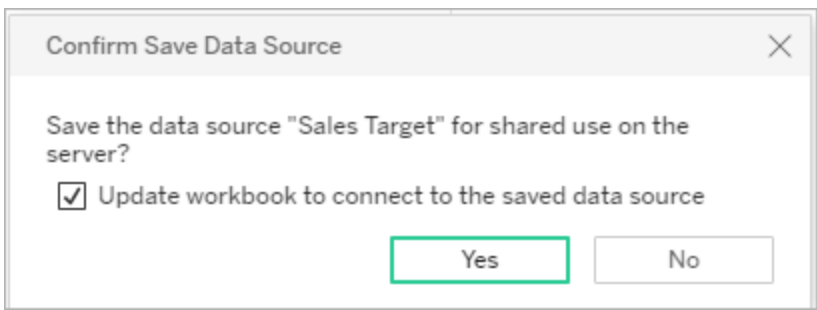 Confirm Save Data Source
Save the data source "Sales Target" for shared use on the
server?
Update workbook to connect to the saved data source
Yes
No